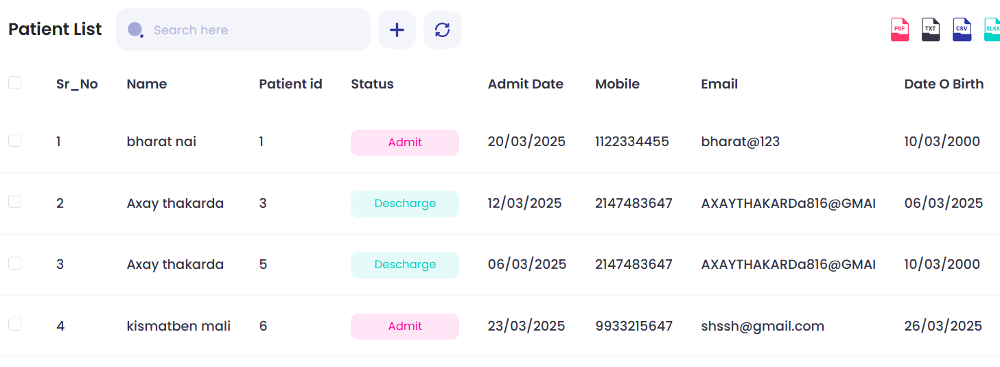 Patient List Search here PDF TXT CSV XLSX
Sr_No Name Patient id Status Admit Date Mobile Email Date O Birth
1 bharat nai 1 Admit 20/03/2025 1122334455 bharat@123 10/03/2000
2 Axay thakarda 3 Descharge 12/03/2025 2147483647 AXAYTHAKARDa816@GMAI 06/03/2025
3 Axay thakarda 5 Descharge 06/03/2025 2147483647 AXAYTHAKARDa816@GMAI 10/03/2000
4 kismatben mali 6 Admit 23/03/2025 9933215647 shssh@gmail.com 26/03/2025